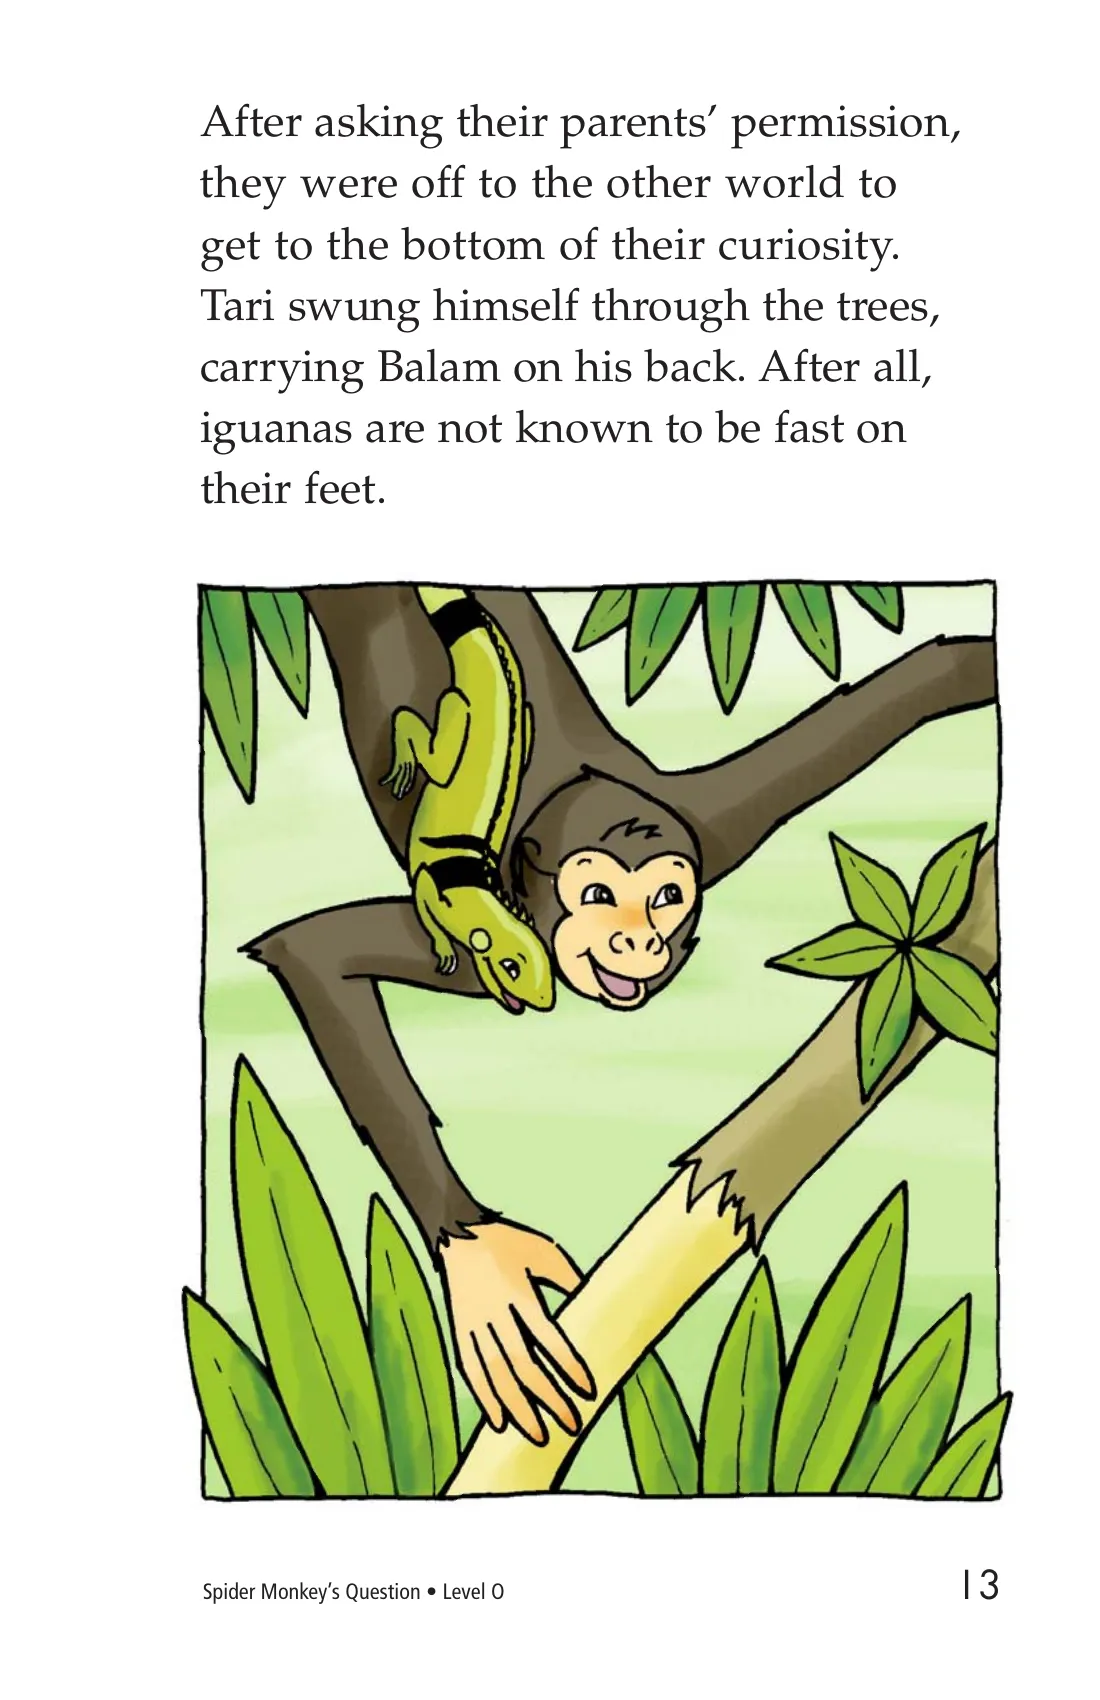 After asking their parents’ permission,
they were off to the other world to
get to the bottom of their curiosity.
Tari swung himself through the trees,
carrying Balam on his back. After all,
iguanas are not known to be fast on
their feet.
Spider Monkey’s Question • Level O
13